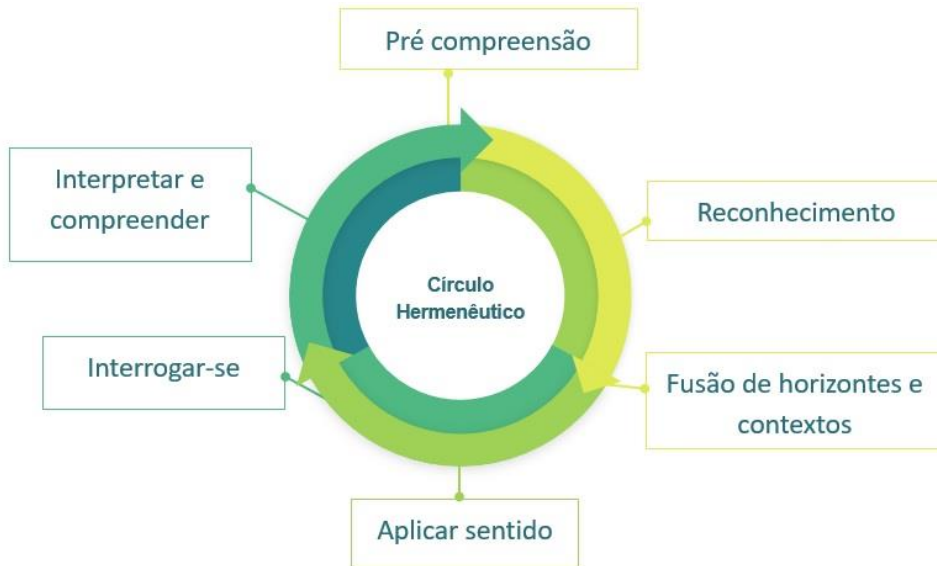 Pré compreensão
Reconhecimento
Fusão de horizontes e
contextos
Aplicar sentido
Interrogar-se
Interpretar e
compreender
Círculo
Hermenêutico